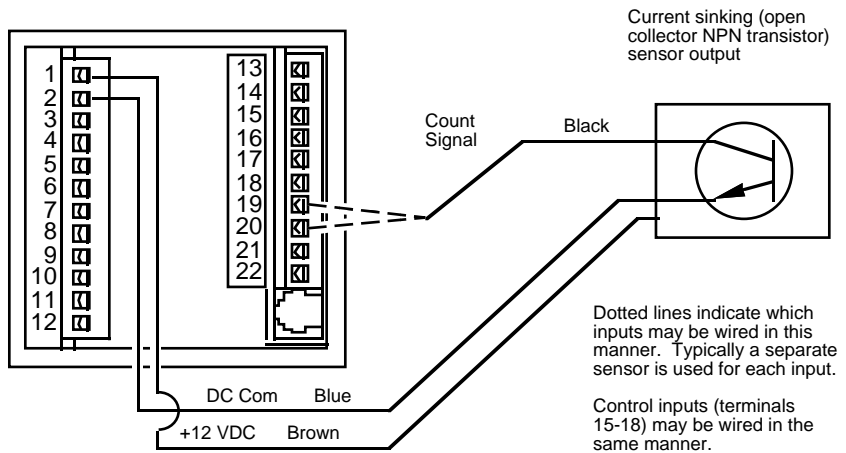 Current sinking (open
collector NPN transistor)
sensor output
1
2
3
4
5
6
7
8
9
10
11
12
13
14
15
16
17
18
19
20
21
22
Count
Signal
Black
Dotted lines indicate which
inputs may be wired in this
manner. Typically a separate
sensor is used for each input.
Control inputs (terminals
15-18) may be wired in the
same manner.
DC Com Blue
+12 VDC Brown